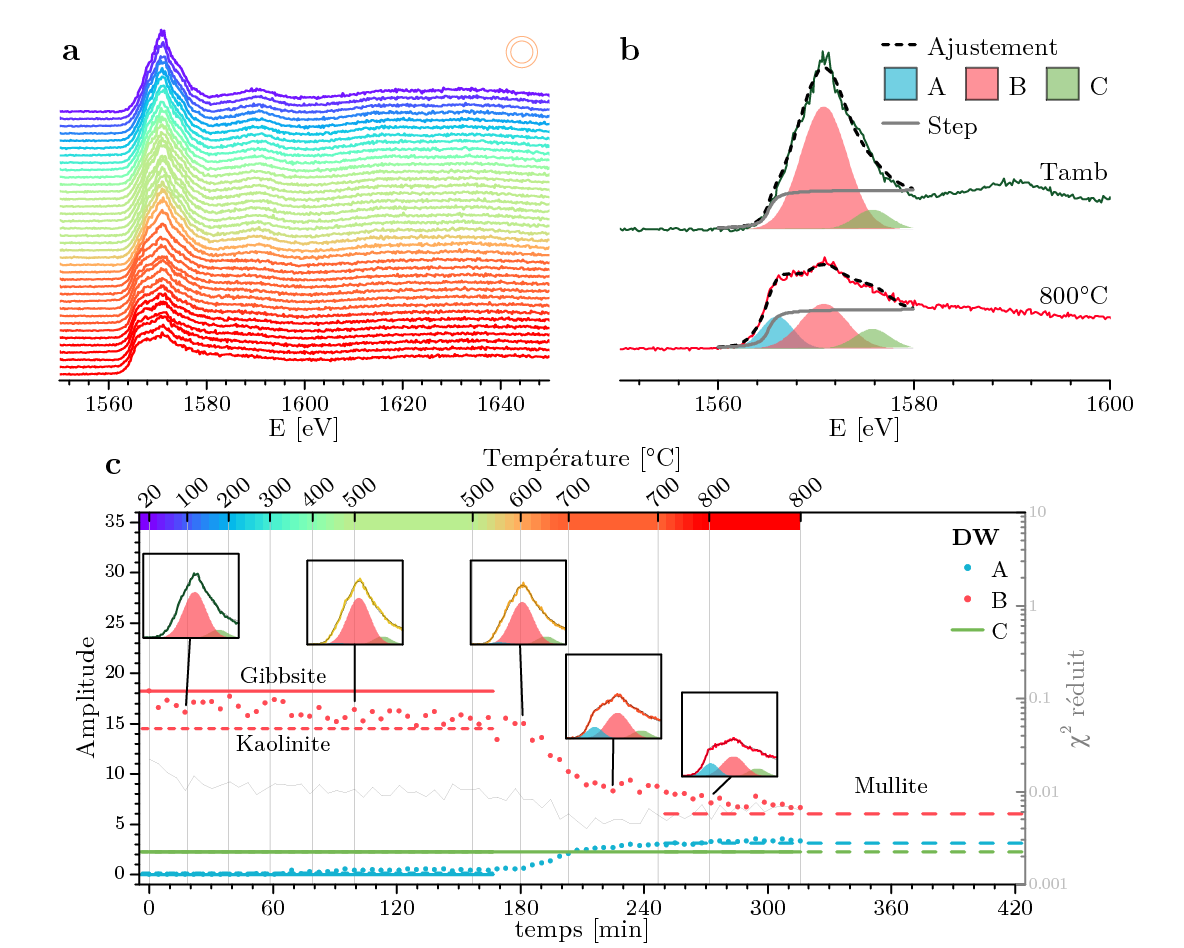 a
1560 1580 1600 1620 1640
E [eV]
b
Ajustement
A B C
Step
Tamb
800°C
1560 1580 1600
E [eV]
c
Température [°C]
20 100 200 300 400 500 500 600 700 700 800 800
35
30
25
20
15
10
5
0
Amplitude
Gibbsite
Kaolinite
Mullite
DW
A
B
C
10
1
0.1
0.01
0.001
χ² réduit
0 60 120 180 240 300 360 420
temps [min]